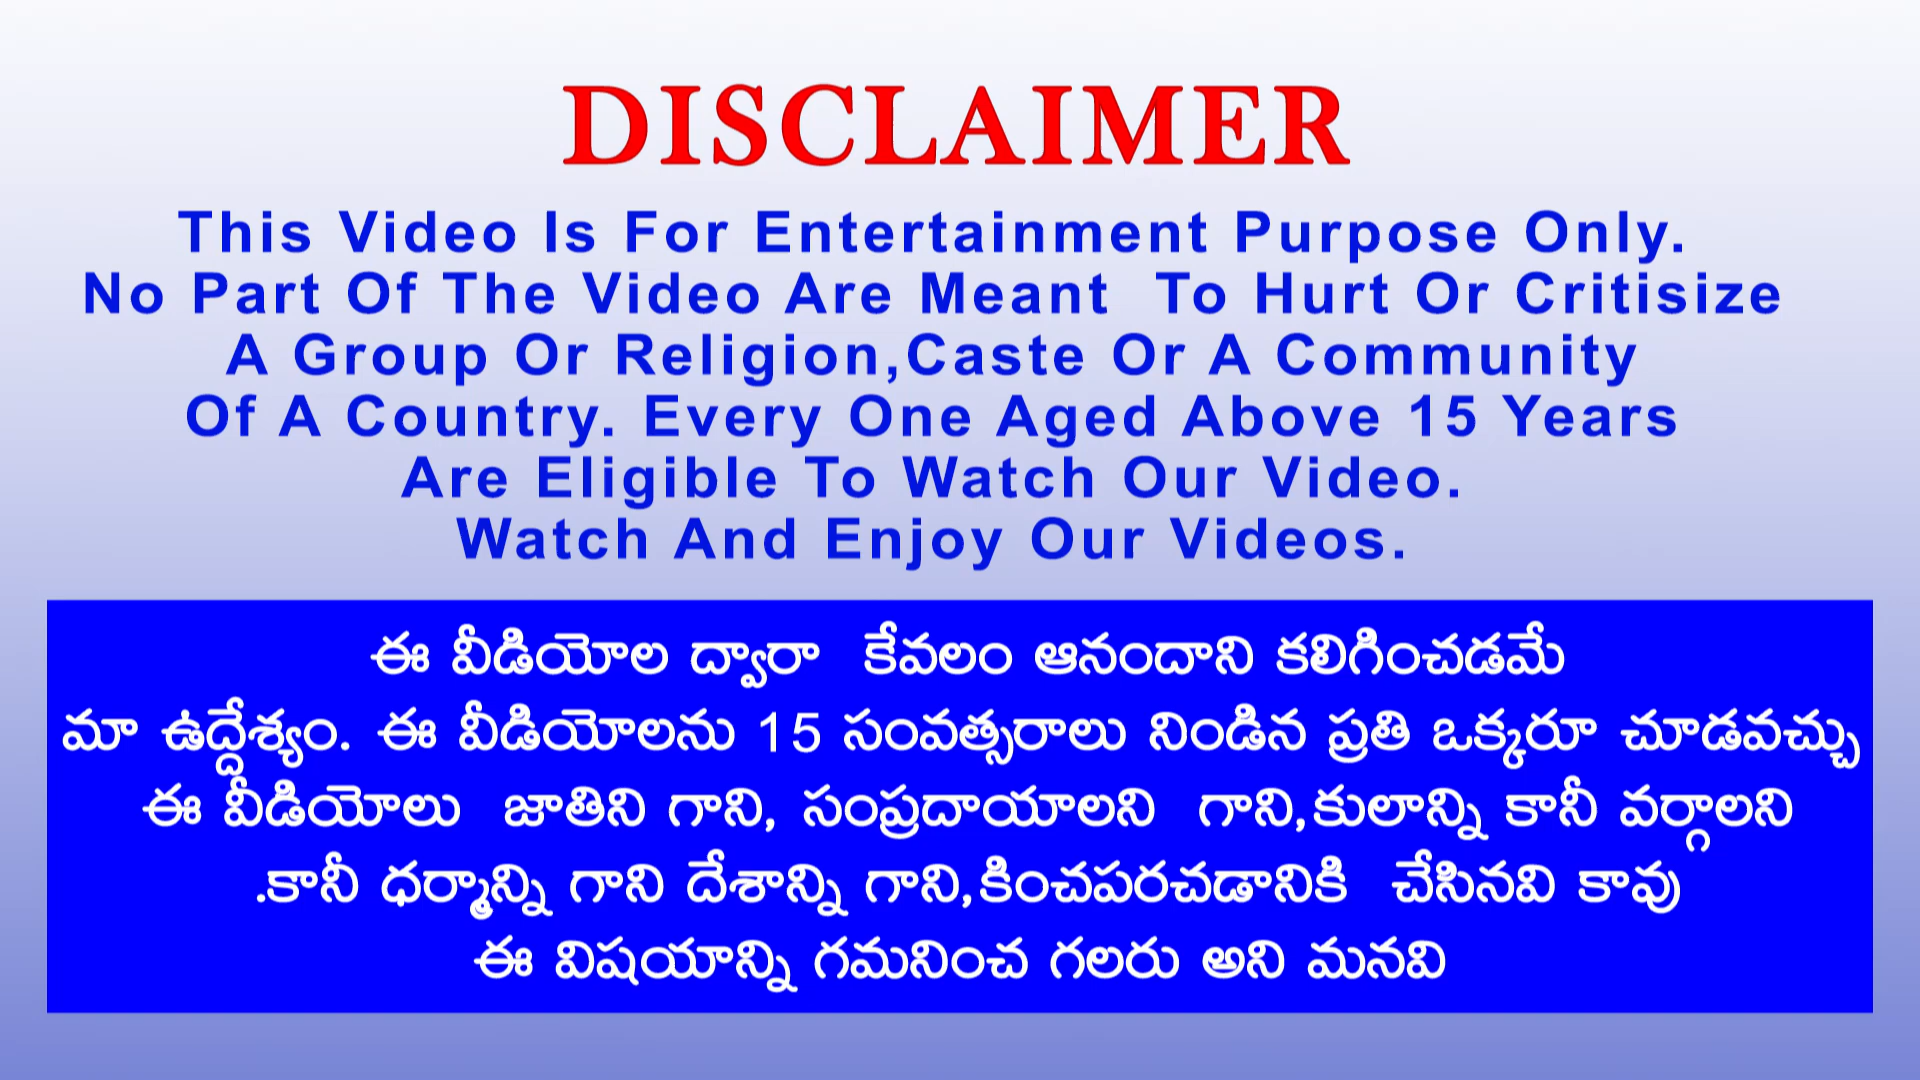 DISCLAIMER
This Video Is For Entertainment Purpose Only.
No Part Of The Video Are Meant  To Hurt Or Critisize
A Group Or Religion,Caste Or A Community
Of A Country. Every One Aged Above 15 Years
Are Eligible To Watch Our Video.
Watch And Enjoy Our Videos.
ఈ వీడియోల ద్వారా  కేవలం ఆనందాని కలిగించడమే
మా ఉద్దేశ్యం. ఈ వీడియోలను 15 సంవత్సరాలు నిండిన ప్రతి ఒక్కరూ చూడవచ్చు
ఈ వీడియోలు  జాతిని గాని, సంప్రదాయాలని  గాని,కులాన్ని కానీ వర్గాలని
.కానీ ధర్మాన్ని గాని దేశాన్ని గాని,కించపరచడానికి  చేసినవి కావు
ఈ విషయాన్ని గమనించ గలరు అని మనవి